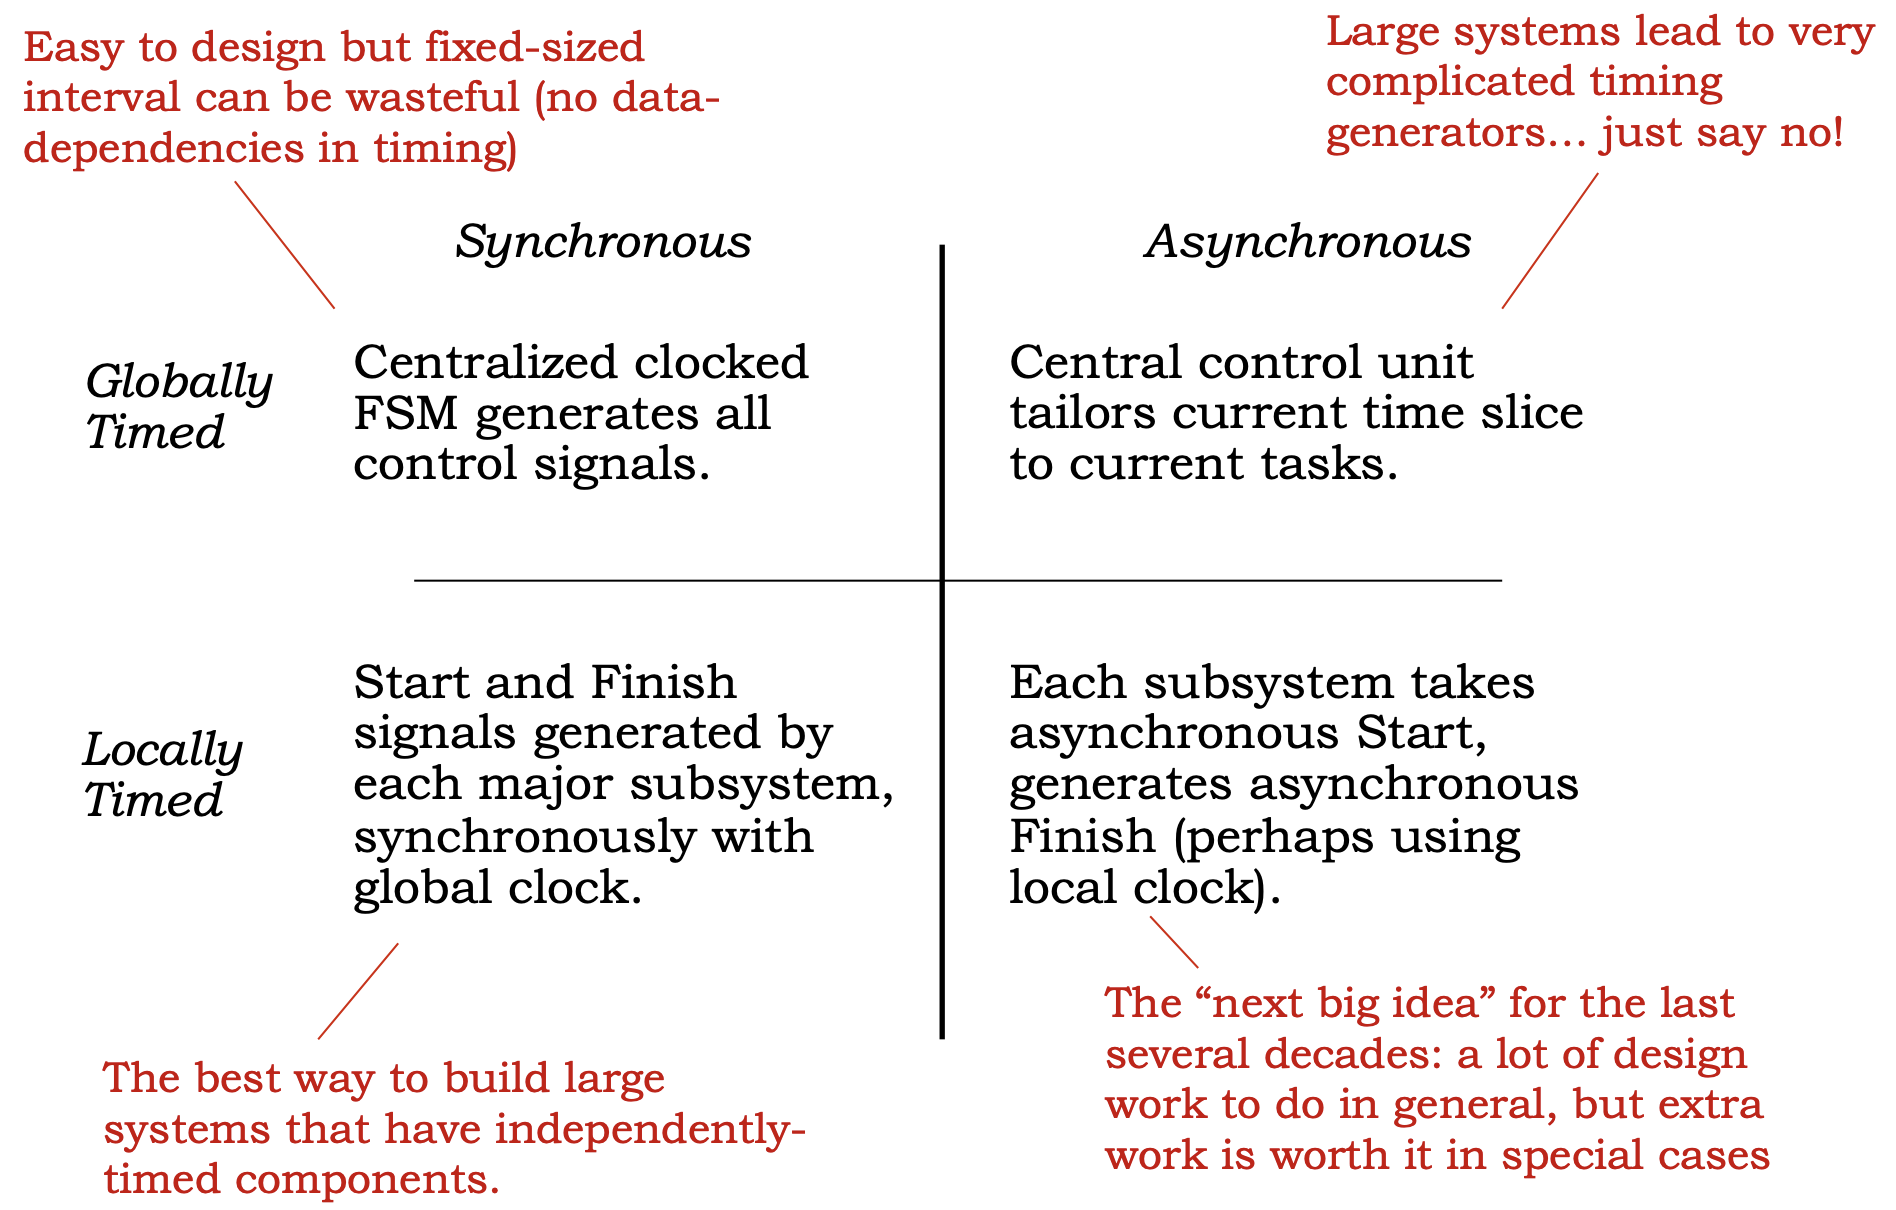 Easy to design but fixed-sized
interval can be wasteful (no data-
dependencies in timing)
Large systems lead to very
complicated timing
generators… just say no!
Synchronous
Asynchronous
Globally
Timed
Centralized clocked
FSM generates all
control signals.
Central control unit
tailors current time slice
to current tasks.
Locally
Timed
Start and Finish
signals generated by
each major subsystem,
synchronously with
global clock.
Each subsystem takes
asynchronous Start,
generates asynchronous
Finish (perhaps using
local clock).
The best way to build large
systems that have independently-
timed components.
The “next big idea” for the last
several decades: a lot of design
work to do in general, but extra
work is worth it in special cases